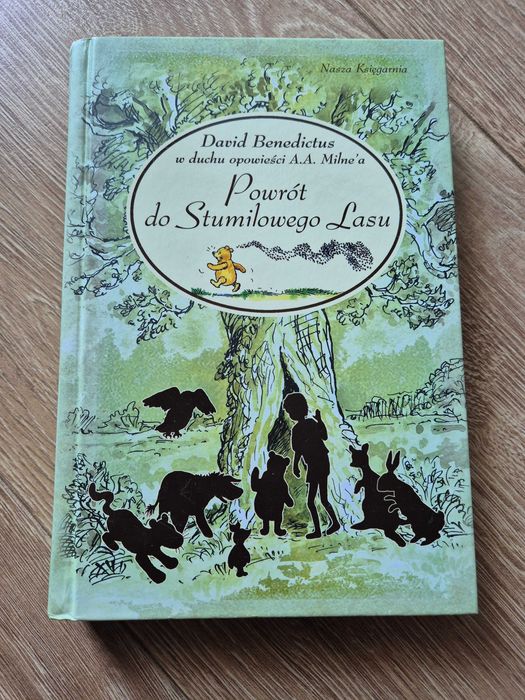 Nasza Księgarnia
David Benedictus
w duchu opowieści A.A. Milne'a
Powrót
do Stumilowego Lasu